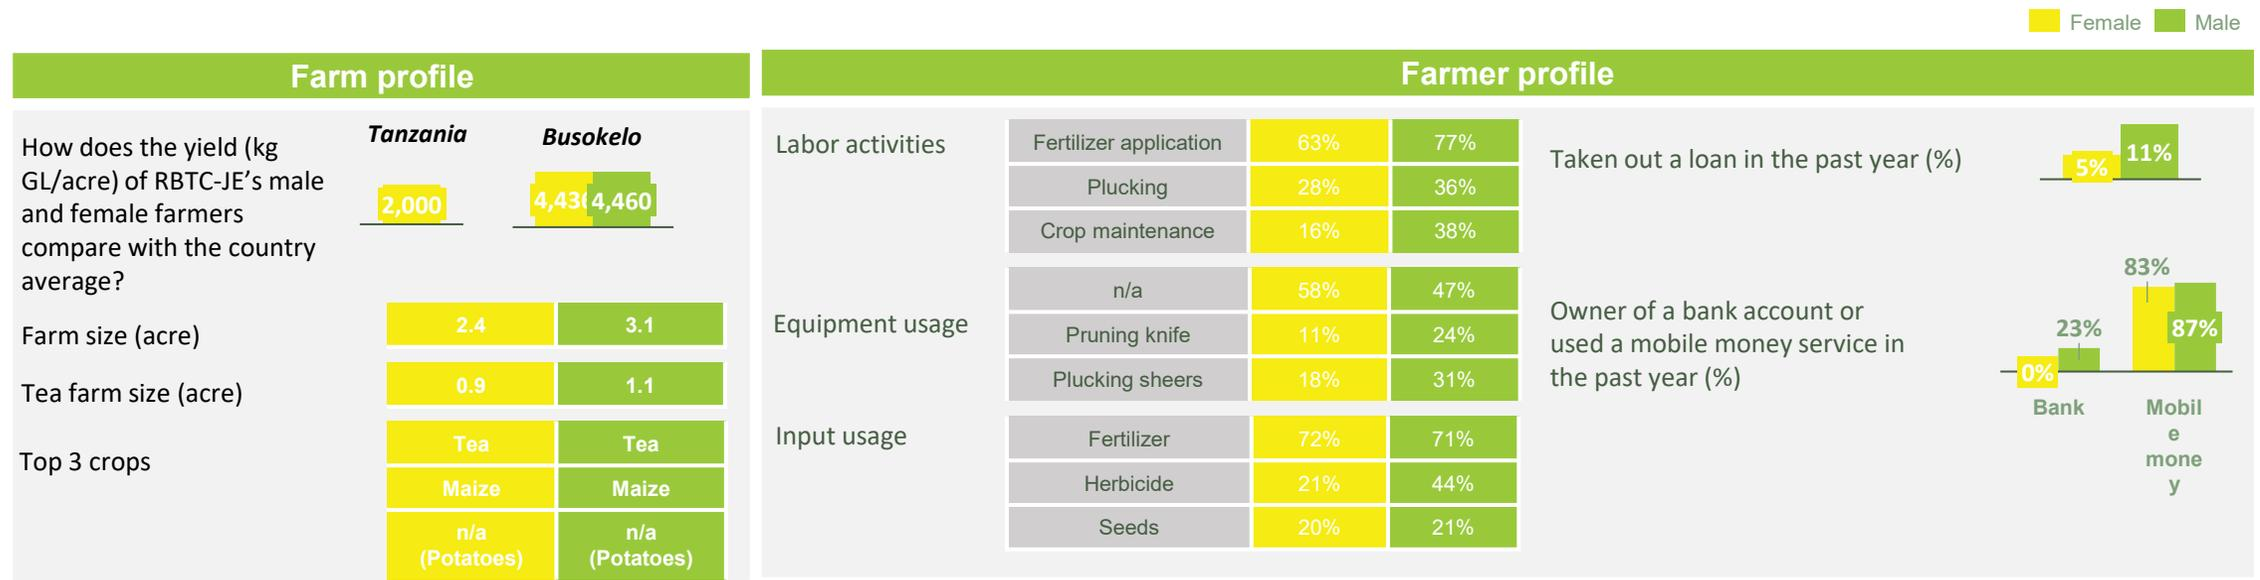 Female Male
Farm profile
How does the yield (kg
GL/acre) of RBTC-JE’s male
and female farmers
compare with the country
average?
Tanzania Busokelo
2,000 4,436 4,460
Farm size (acre) 2.4 3.1
Tea farm size (acre) 0.9 1.1
Top 3 crops
Tea Tea
Maize Maize
n/a n/a
(Potatoes) (Potatoes)
Farmer profile
Labor activities
Fertilizer application 63% 77%
Plucking 28% 36%
Crop maintenance 16% 38%
Equipment usage
n/a 58% 47%
Pruning knife 11% 24%
Plucking sheers 18% 31%
Input usage
Fertilizer 72% 71%
Herbicide 21% 44%
Seeds 20% 21%
Taken out a loan in the past year (%)
5% 11%
Owner of a bank account or
used a mobile money service in
the past year (%)
83%
23% 87%
0%
Bank Mobil
e
mone
y